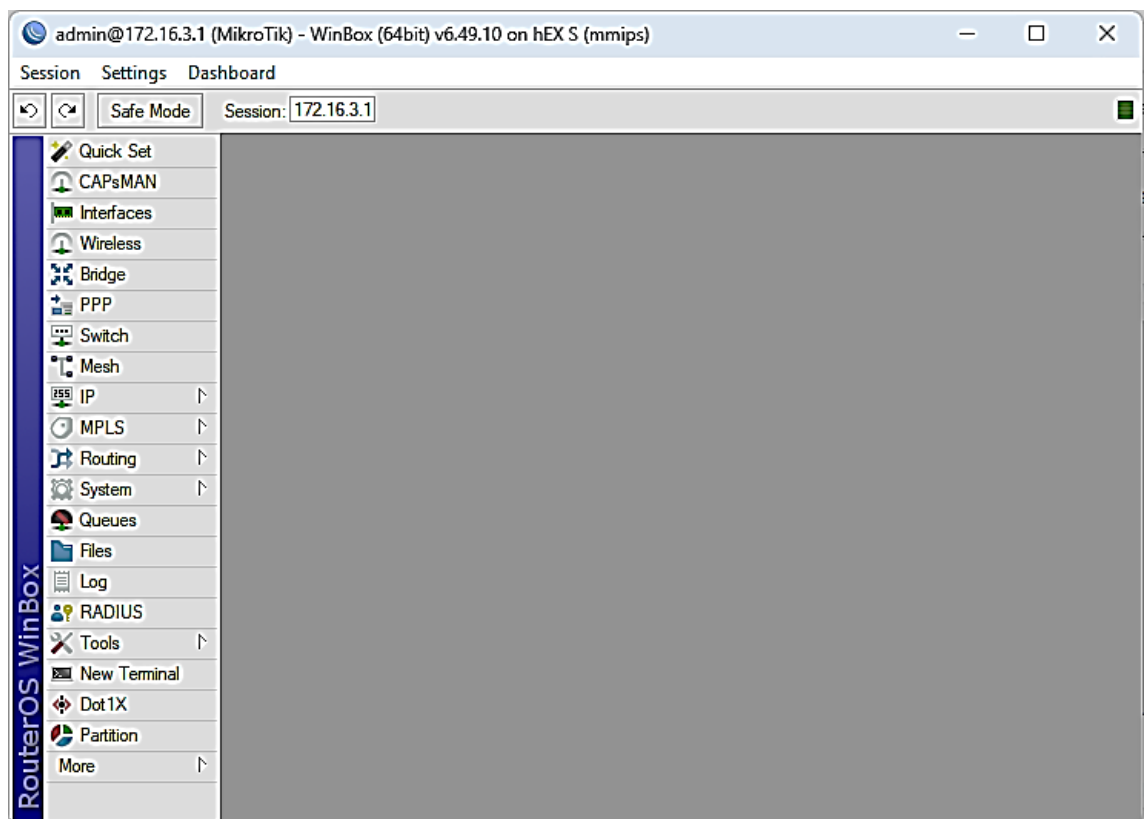 admin@172.16.3.1 (MikroTik) - WinBox (64bit) v6.49.10 on hEX S (mmips)
Session Settings Dashboard
Safe Mode Session: 172.16.3.1
Quick Set
CAPsMAN
Interfaces
Wireless
Bridge
PPP
Switch
Mesh
255 IP
MPLS
Routing
System
Queues
Files
Log
RADIUS
Tools
New Terminal
Dot1X
Partition
More
RouterOS WinBox